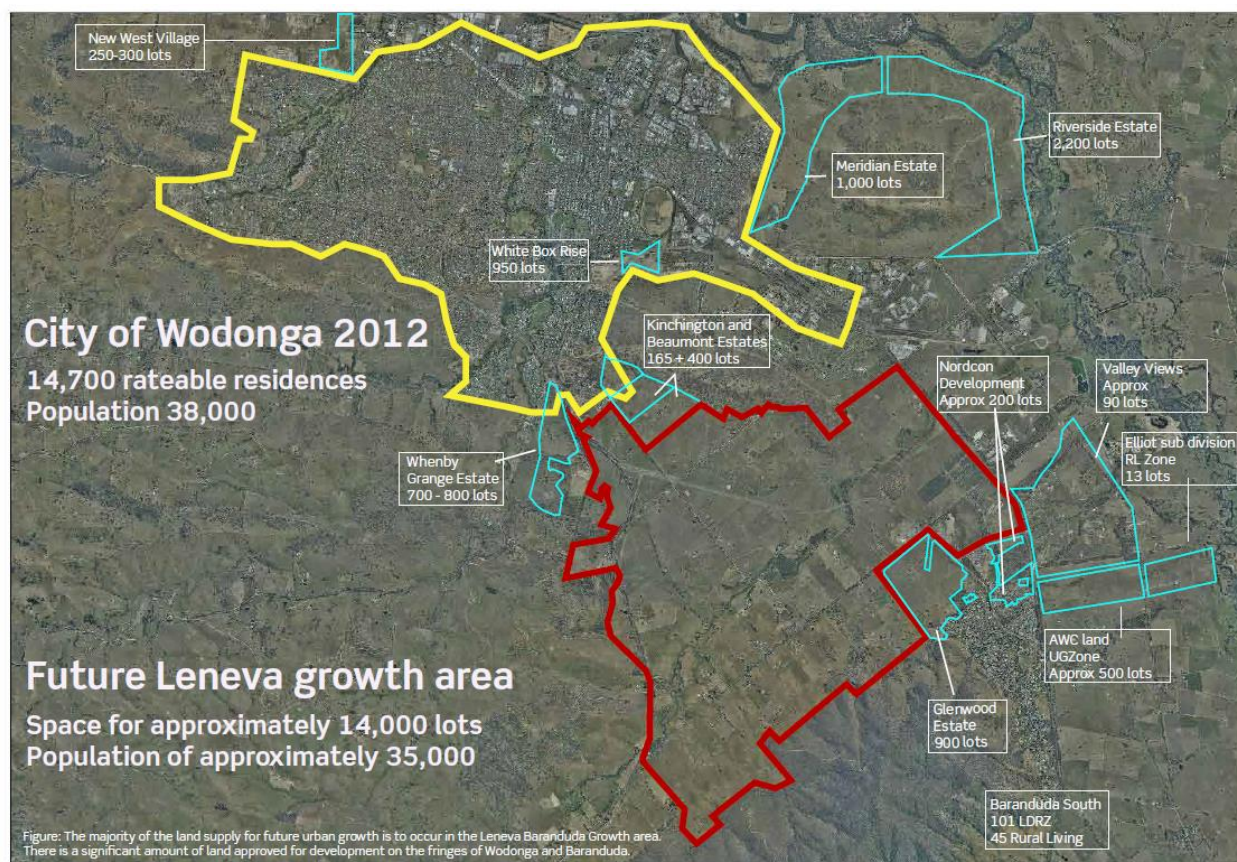 New West Village
250-300 lots
Riverside Estate
2,200 lots
Meridian Estate
1,000 lots
White Box Rise
950 lots
City of Wodonga 2012
14,700 rateable residences
Population 38,000
Kinchington and
Beaumont Estates
165 + 400 lots
Nordcon
Development
Approx 200 lots
Valley Views
Approx
90 lots
Elliot sub division
RL Zone
13 lots
Whenby
Grange Estate
700 - 800 lots
AWC land
UGZone
Approx 500 lots
Future Leneva growth area
Space for approximately 14,000 lots
Population of approximately 35,000
Glenwood
Estate
900 lots
Baranduda South
101 LDRZ
45 Rural Living
Figure: The majority of the land supply for future urban growth is to occur in the Leneva Baranduda Growth area.
There is a significant amount of land approved for development on the fringes of Wodonga and Baranduda.